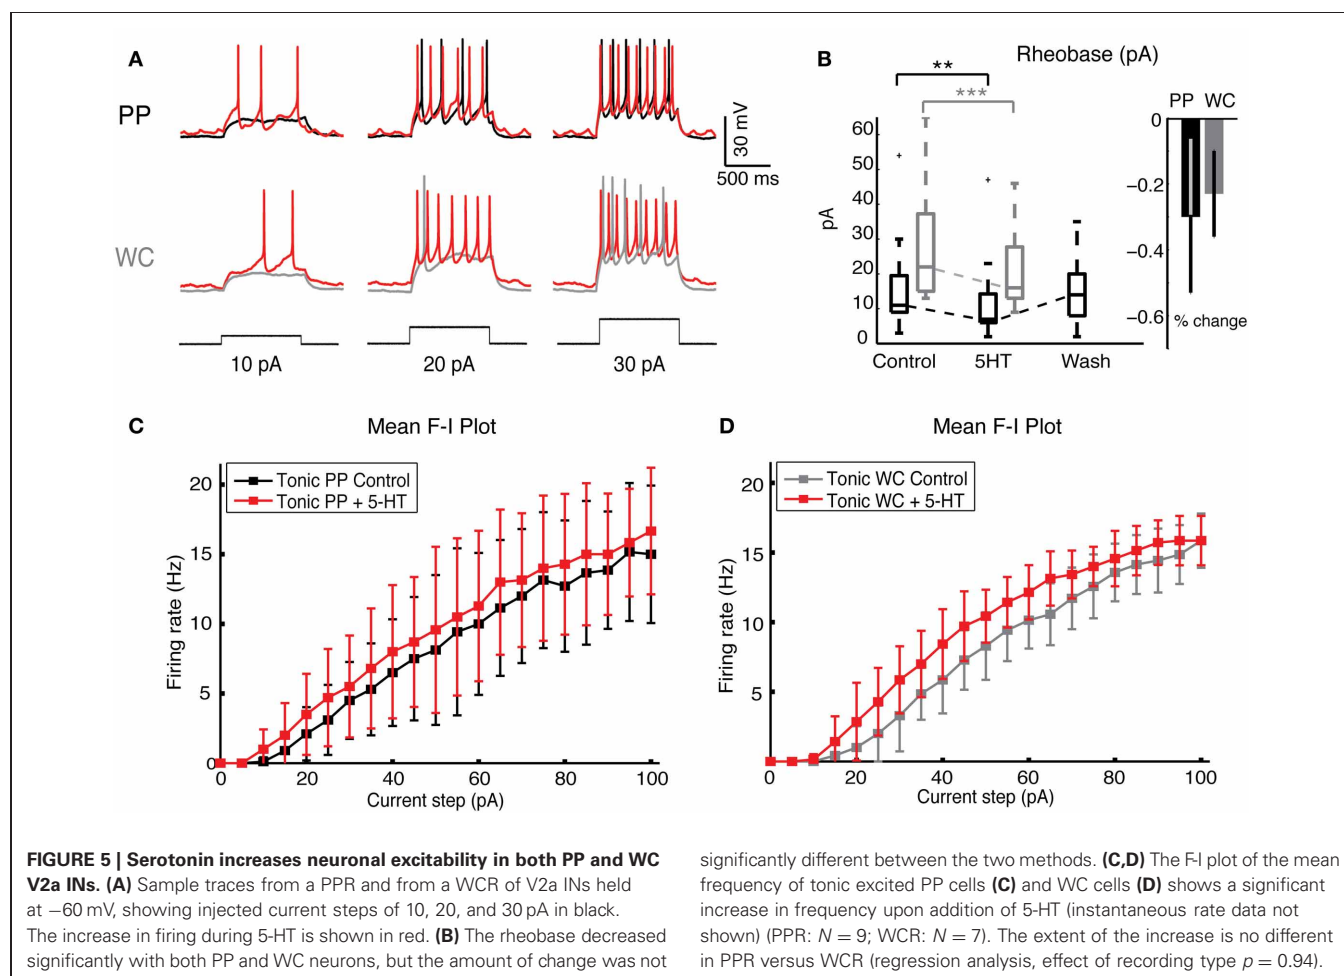 A
PP
30 mV
500 ms
WC
10 pA
20 pA
30 pA
B
Rheobase (pA)
**
***
PP WC
pA
60
50
40
30
20
10
0
Control
5HT
Wash
0
−0.2
−0.4
−0.6
% change
C
Mean F-I Plot
Tonic PP Control
Tonic PP + 5-HT
Firing rate (Hz)
20
15
10
5
0
0
20
40
60
80
100
Current step (pA)
D
Mean F-I Plot
Tonic WC Control
Tonic WC + 5-HT
Firing rate (Hz)
20
15
10
5
0
20
40
60
80
100
Current step (pA)
FIGURE 5 | Serotonin increases neuronal excitability in both PP and WC
V2a INs. (A) Sample traces from a PPR and from a WCR of V2a INs held
at −60 mV, showing injected current steps of 10, 20, and 30 pA in black.
The increase in firing during 5-HT is shown in red. (B) The rheobase decreased
significantly with both PP and WC neurons, but the amount of change was not
significantly different between the two methods. (C,D) The F-I plot of the mean
frequency of tonic excited PP cells (C) and WC cells (D) shows a significant
increase in frequency upon addition of 5-HT (instantaneous rate data not
shown) (PPR: N = 9; WCR: N = 7). The extent of the increase is no different
in PPR versus WCR (regression analysis, effect of recording type p = 0.94).